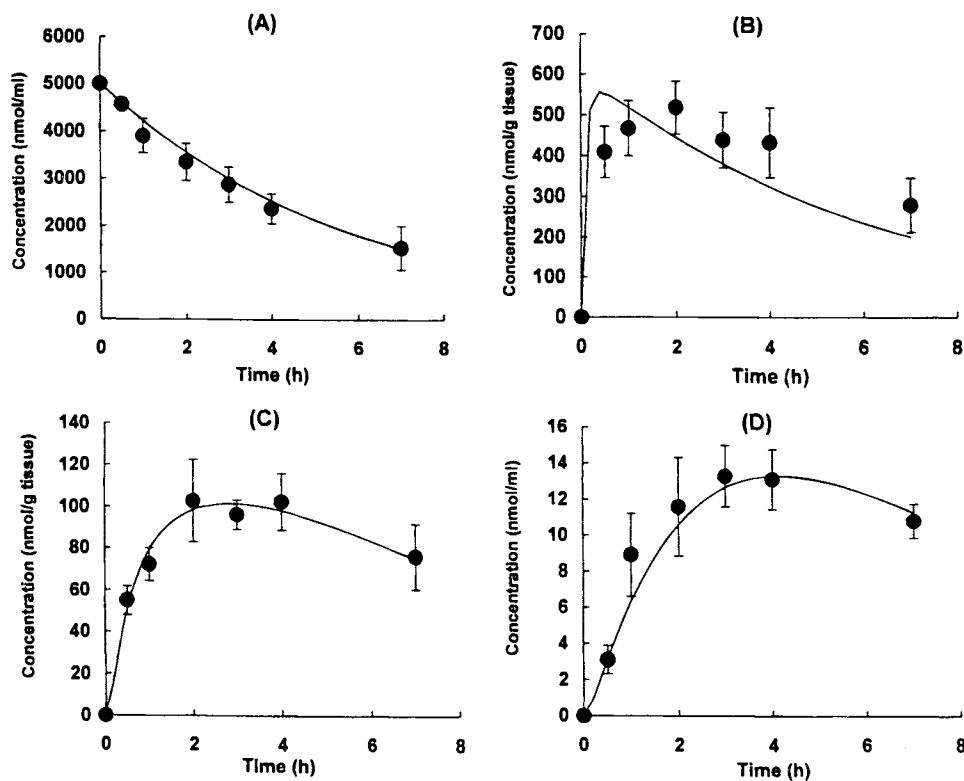 (A)
Concentration (nmol/ml)
6000
5000
4000
3000
2000
1000
0
0 2 4 6 8
Time (h)
(B)
Concentration (nmol/g tissue)
700
600
500
400
300
200
100
0
0 2 4 6 8
Time (h)
(C)
Concentration (nmol/g tissue)
140
120
100
80
60
40
20
0
0 2 4 6 8
Time (h)
(D)
Concentration (nmol/ml)
16
14
12
10
8
6
4
2
0
0 2 4 6 8
Time (h)